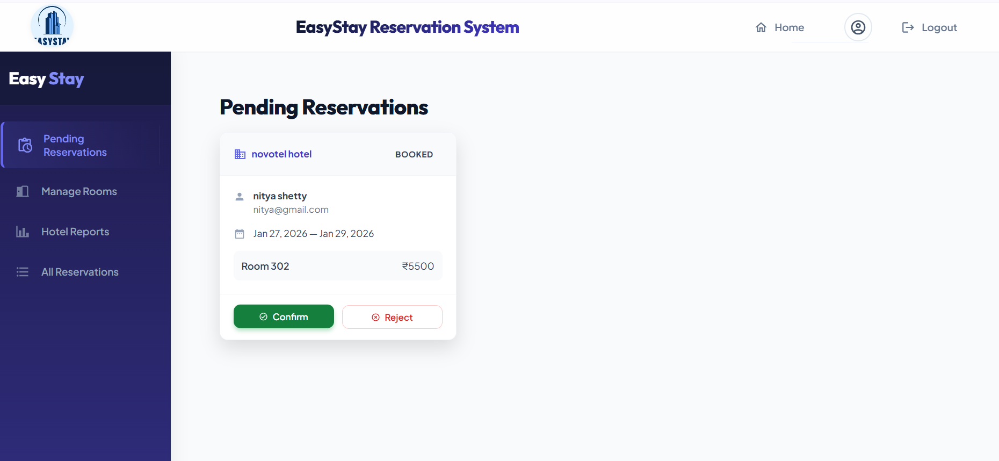 EASYSTAY
EasyStay Reservation System
Home
Logout
Easy Stay
Pending
Reservations
Manage Rooms
Hotel Reports
All Reservations
Pending Reservations
novotel hotel
BOOKED
nitya shetty
nitya@gmail.com
Jan 27, 2026 — Jan 29, 2026
Room 302
₹5500
Confirm
Reject